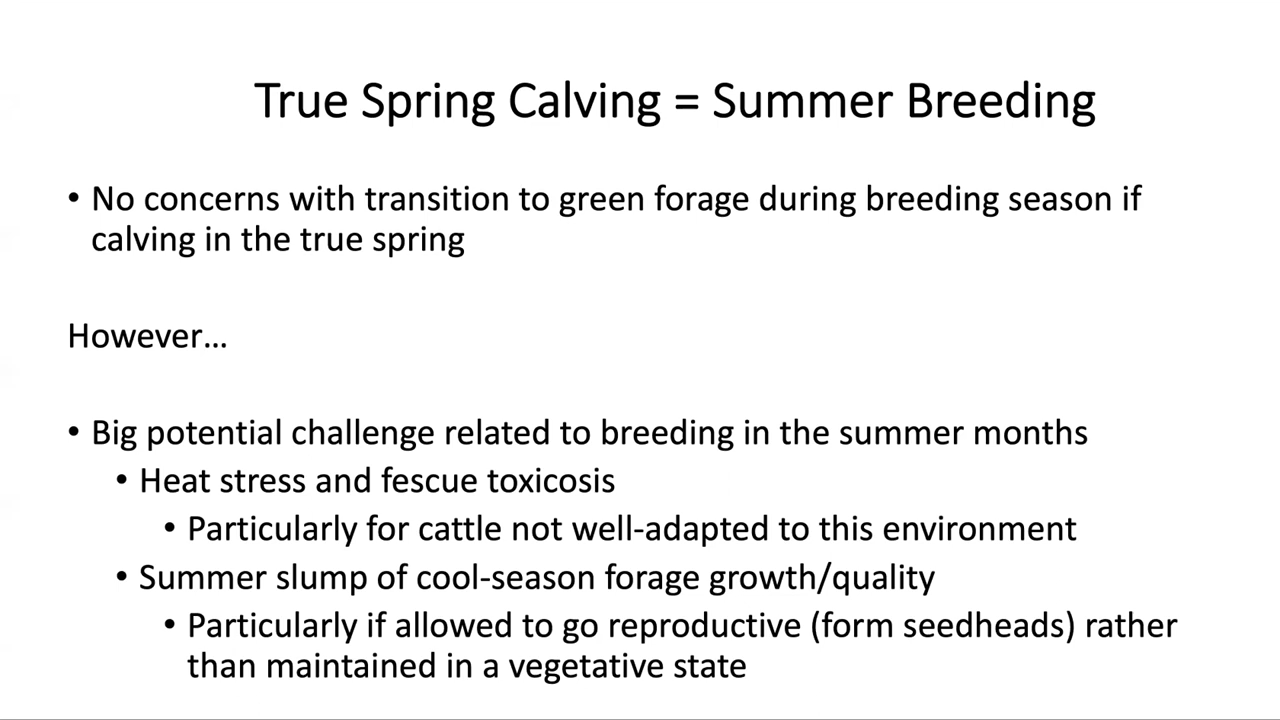 True Spring Calving = Summer Breeding
• No concerns with transition to green forage during breeding season if
calving in the true spring
However…
• Big potential challenge related to breeding in the summer months
• Heat stress and fescue toxicosis
• Particularly for cattle not well-adapted to this environment
• Summer slump of cool-season forage growth/quality
• Particularly if allowed to go reproductive (form seedheads) rather
than maintained in a vegetative state